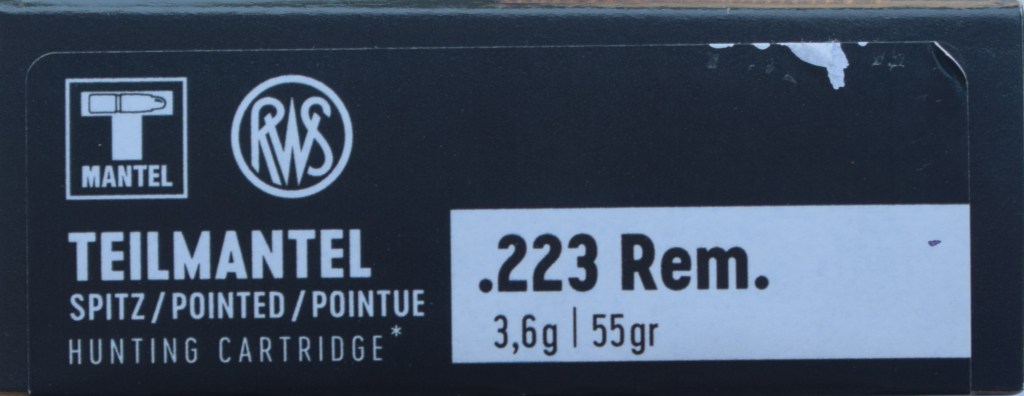 T
MANTEL
RWS
TEILMANTEL
SPITZ/POINTED/POINTUE
HUNTING CARTRIDGE*
.223 Rem.
3,6g | 55gr